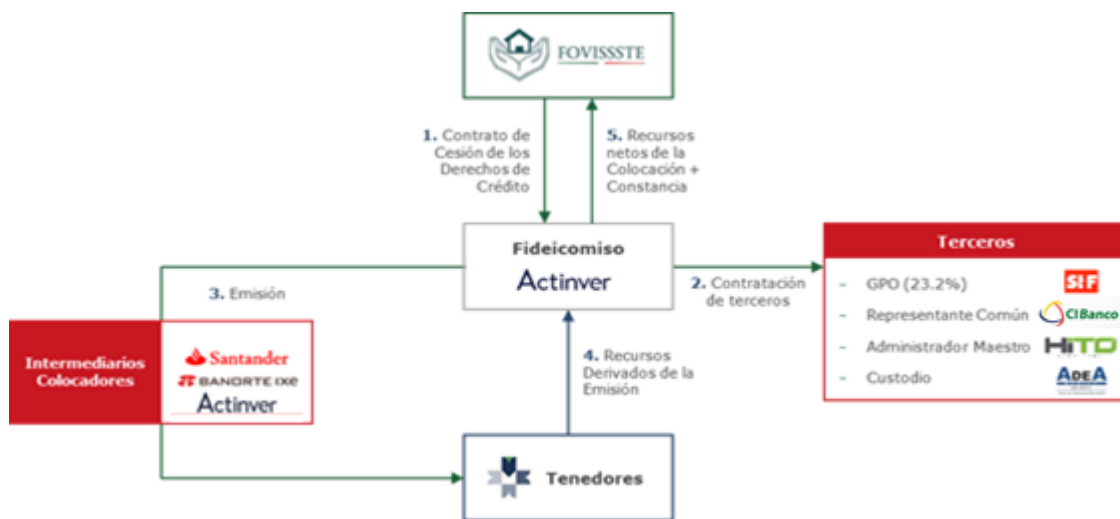 FOVISSSTE
1. Contrato de
Cesión de los
Derechos de
Crédito
5. Recursos
netos de la
Colocación +
Constancia
Fideicomiso
Actinver
2. Contratación
de terceros
3. Emisión
Terceros
- GPO (23.2%)
SHF
- Representante Común
CIBanco
- Administrador Maestro
HiTO
- Custodio
ADEA
Intermediarios
Colocadores
Santander
BANORTE IXE
Actinver
4. Recursos
Derivados de la
Emisión
Tenedores